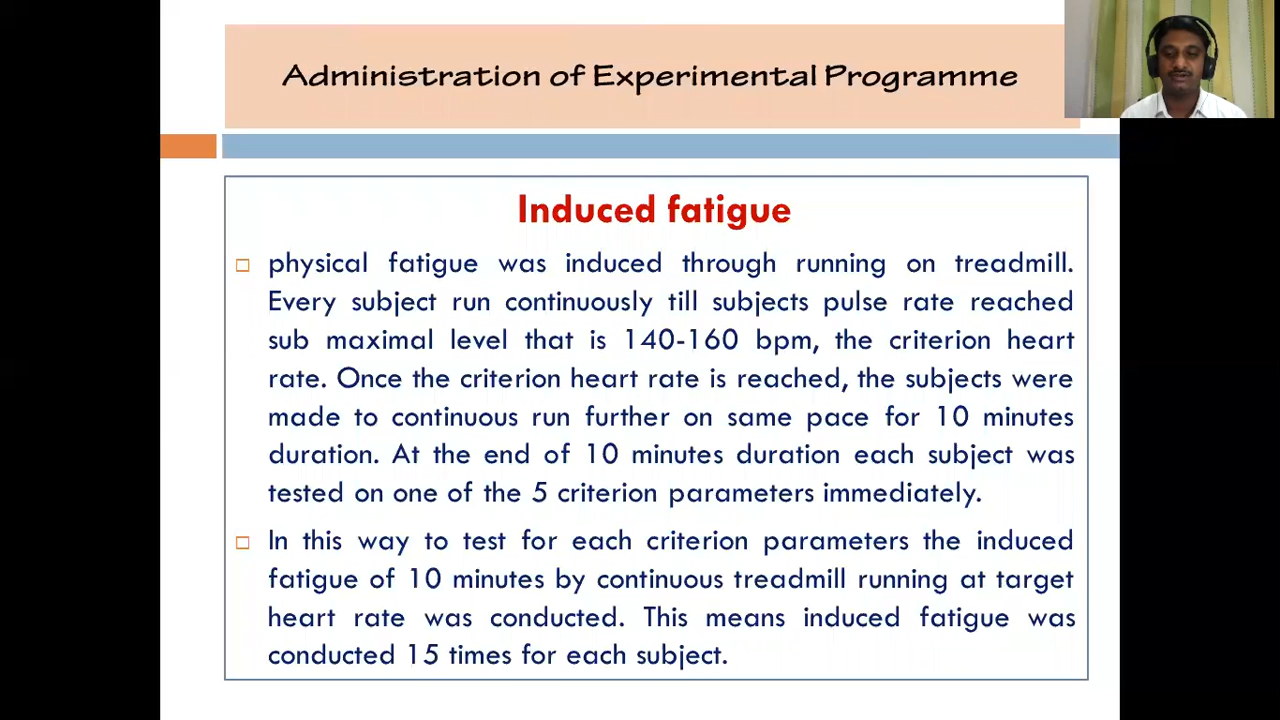 Administration of Experimental Programme
Induced fatigue
physical fatigue was induced through running on treadmill.
Every subject run continuously till subjects pulse rate reached
sub maximal level that is 140-160 bpm, the criterion heart
rate. Once the criterion heart rate is reached, the subjects were
made to continuous run further on same pace for 10 minutes
duration. At the end of 10 minutes duration each subject was
tested on one of the 5 criterion parameters immediately.
In this way to test for each criterion parameters the induced
fatigue of 10 minutes by continuous treadmill running at target
heart rate was conducted. This means induced fatigue was
conducted 15 times for each subject.